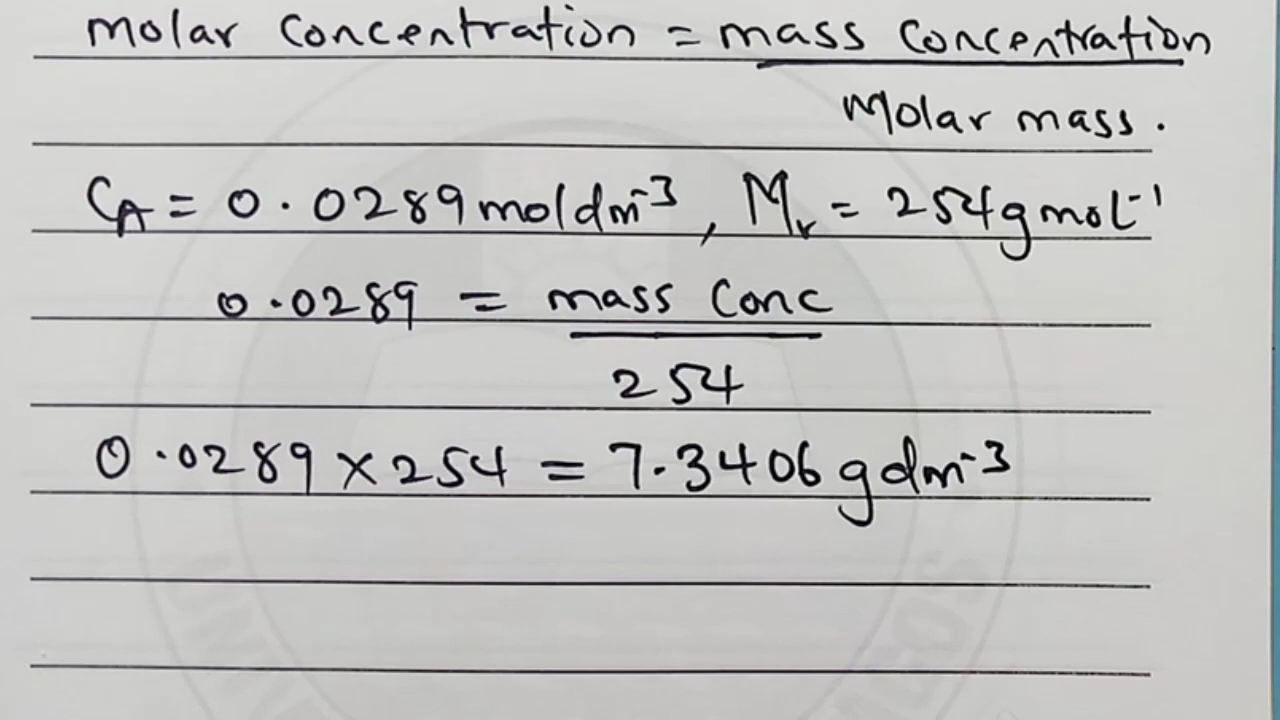 molar concentration = mass concentration
Molar mass.
CA = 0.0289 mol dm⁻³, Mr = 254 g mol⁻¹
0.0289 = mass conc
254
0.0289 × 254 = 7.3406 g dm⁻³